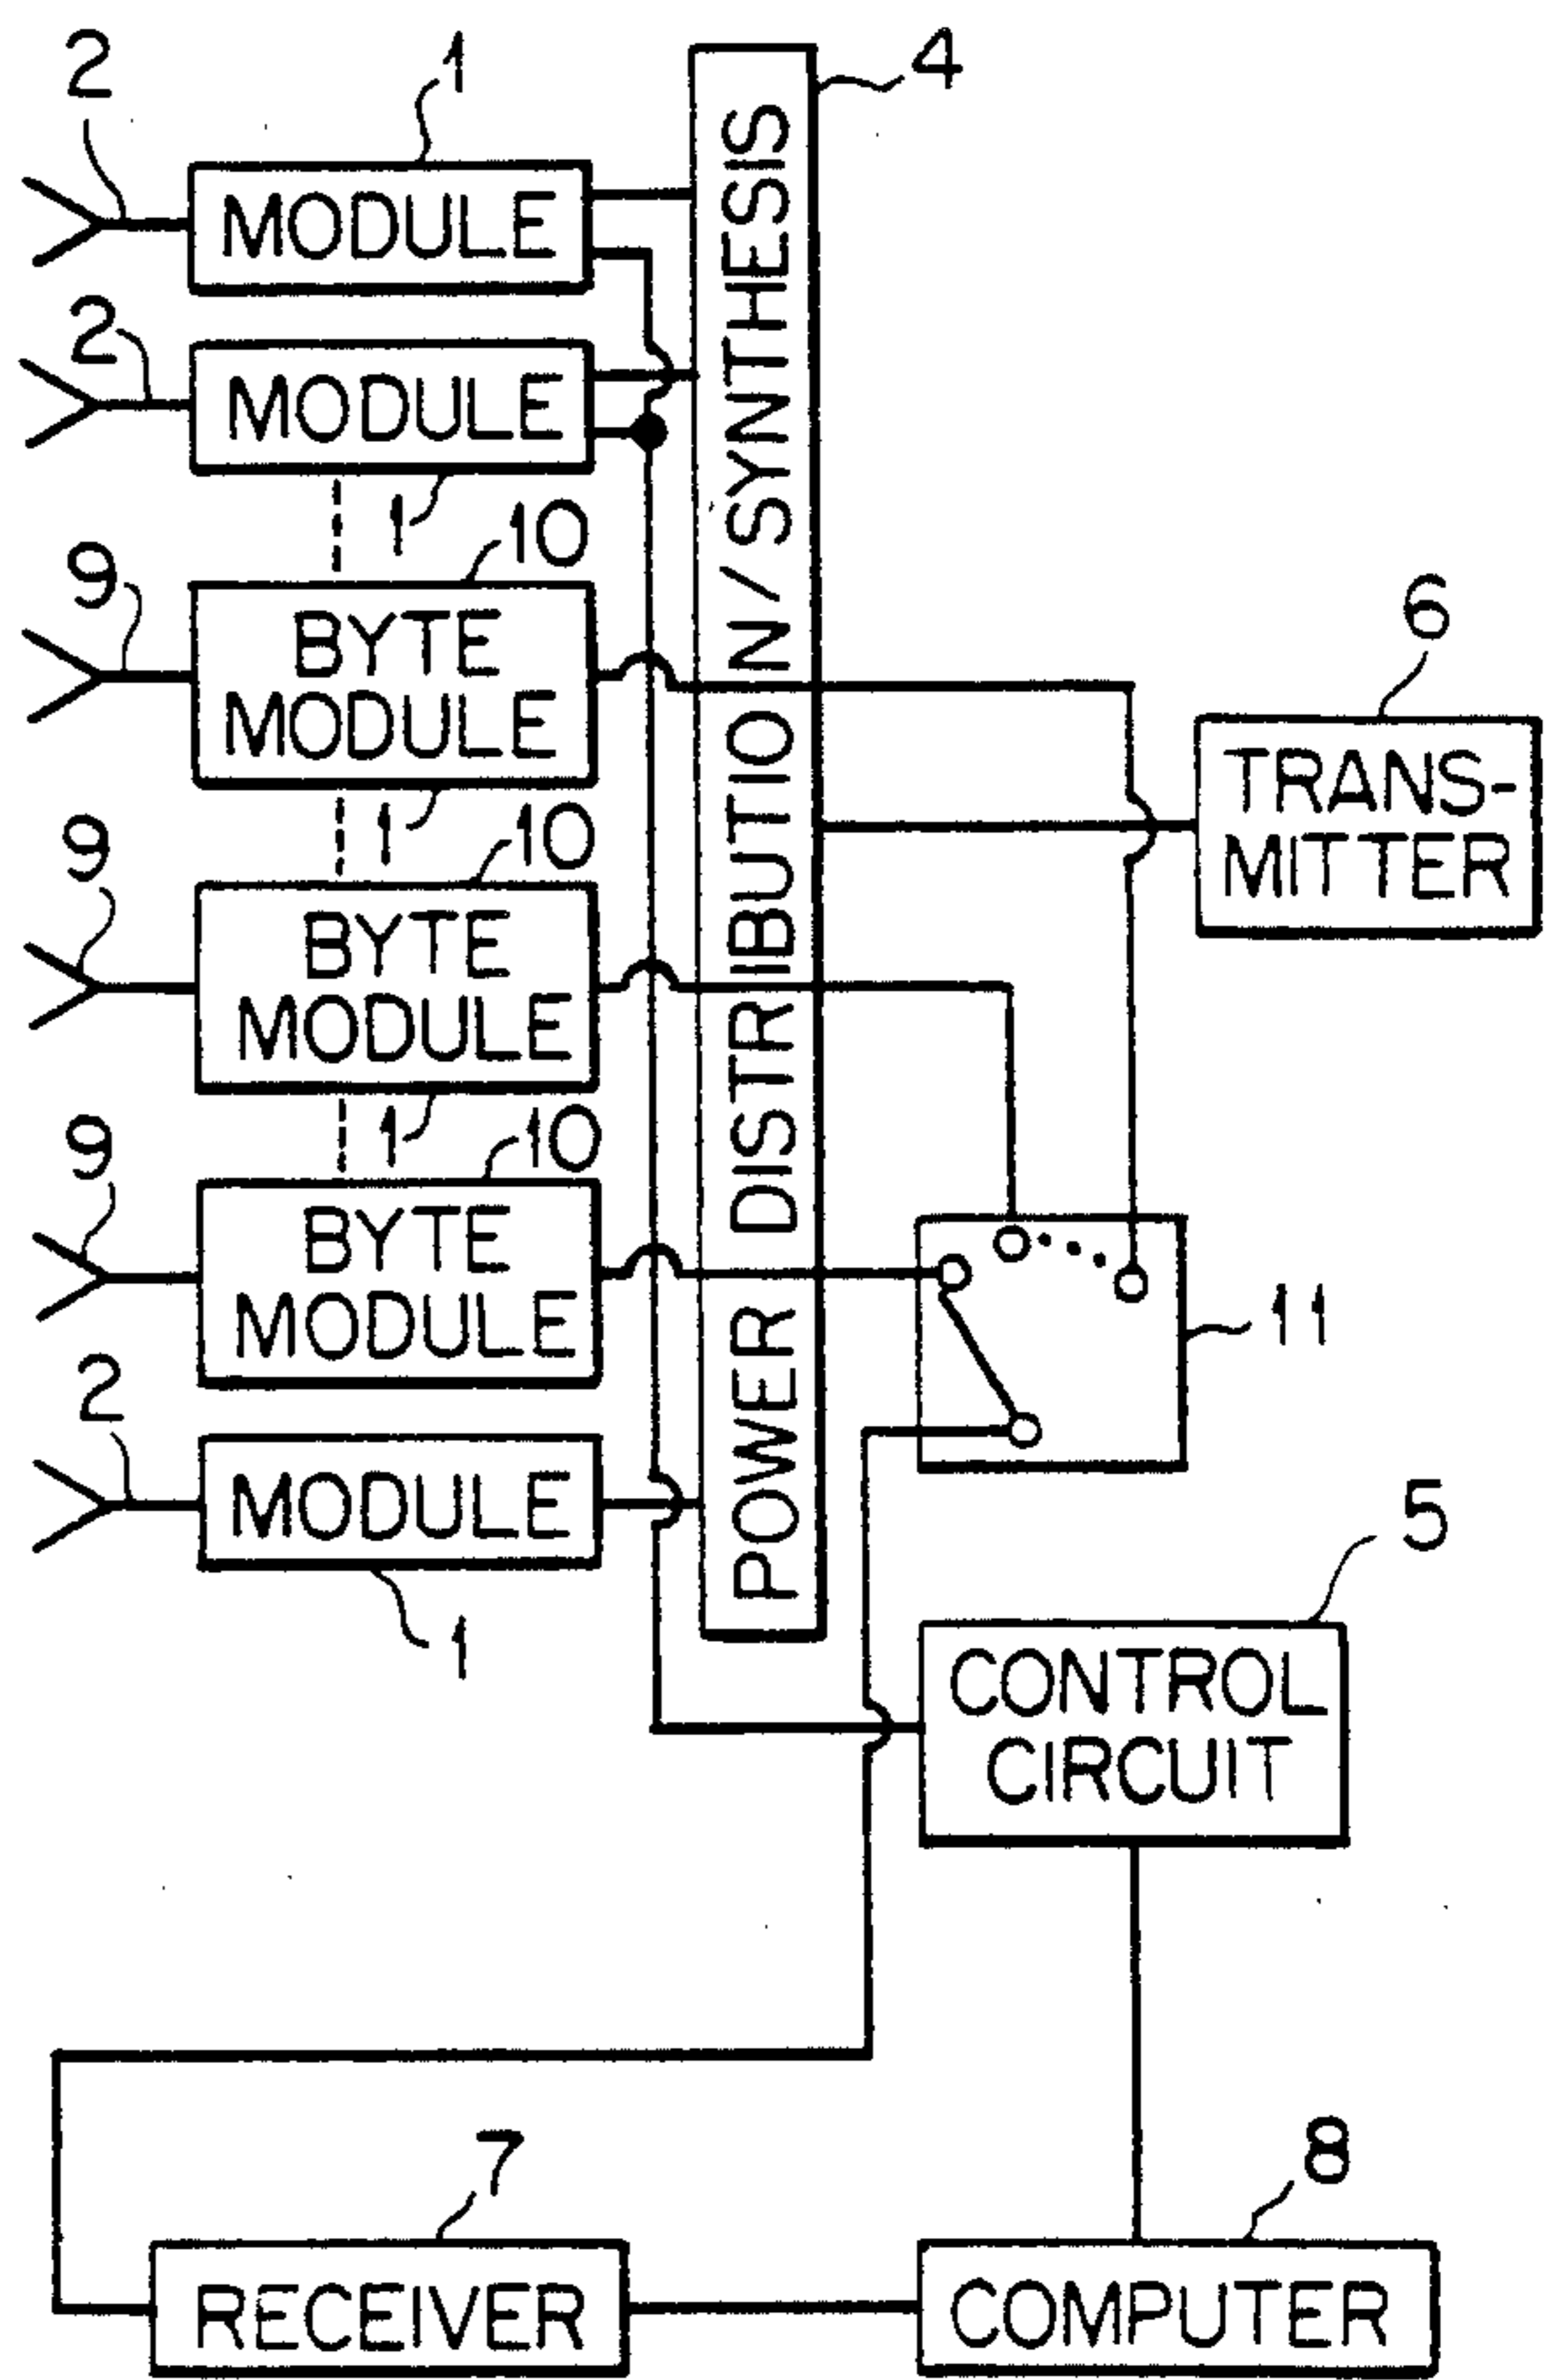 2
1
4
MODULE
2
MODULE
1
10
9
BYTE
MODULE
6
TRANS-
MITTER
1
10
9
BYTE
MODULE
1
10
9
BYTE
MODULE
11
2
MODULE
1
POWER DISTRIBUTION/SYNTHESIS
5
CONTROL
CIRCUIT
7
8
RECEIVER
COMPUTER